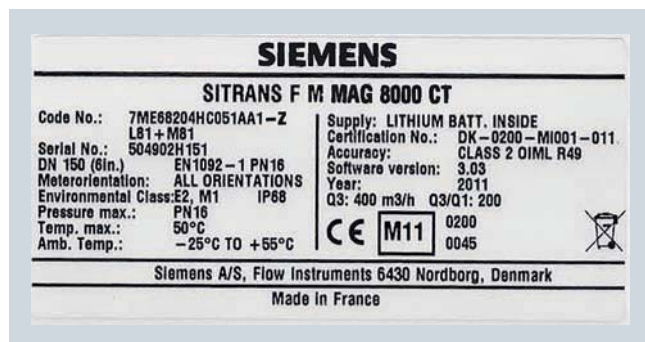 SIEMENS
SITRANS F M MAG 8000 CT
Code No.: 7ME68204HC051AA1-Z
L81+M81
Serial No.: 504902H151
DN 150 (6in.) EN1092-1 PN16
Meterorientation: ALL ORIENTATIONS
Environmental Class:E2, M1 IP68
Pressure max.: PN16
Temp. max.: 50°C
Amb. Temp.: -25°C TO +55°C
Supply: LITHIUM BATT. INSIDE
Certification No.: DK-0200-MI001-011
Accuracy: CLASS 2 OIML R49
Software version: 3.03
Year: 2011
Q3: 400 m3/h Q3/Q1: 200
CE M11 0200
0045
Siemens A/S, Flow Instruments 6430 Nordborg, Denmark
Made in France